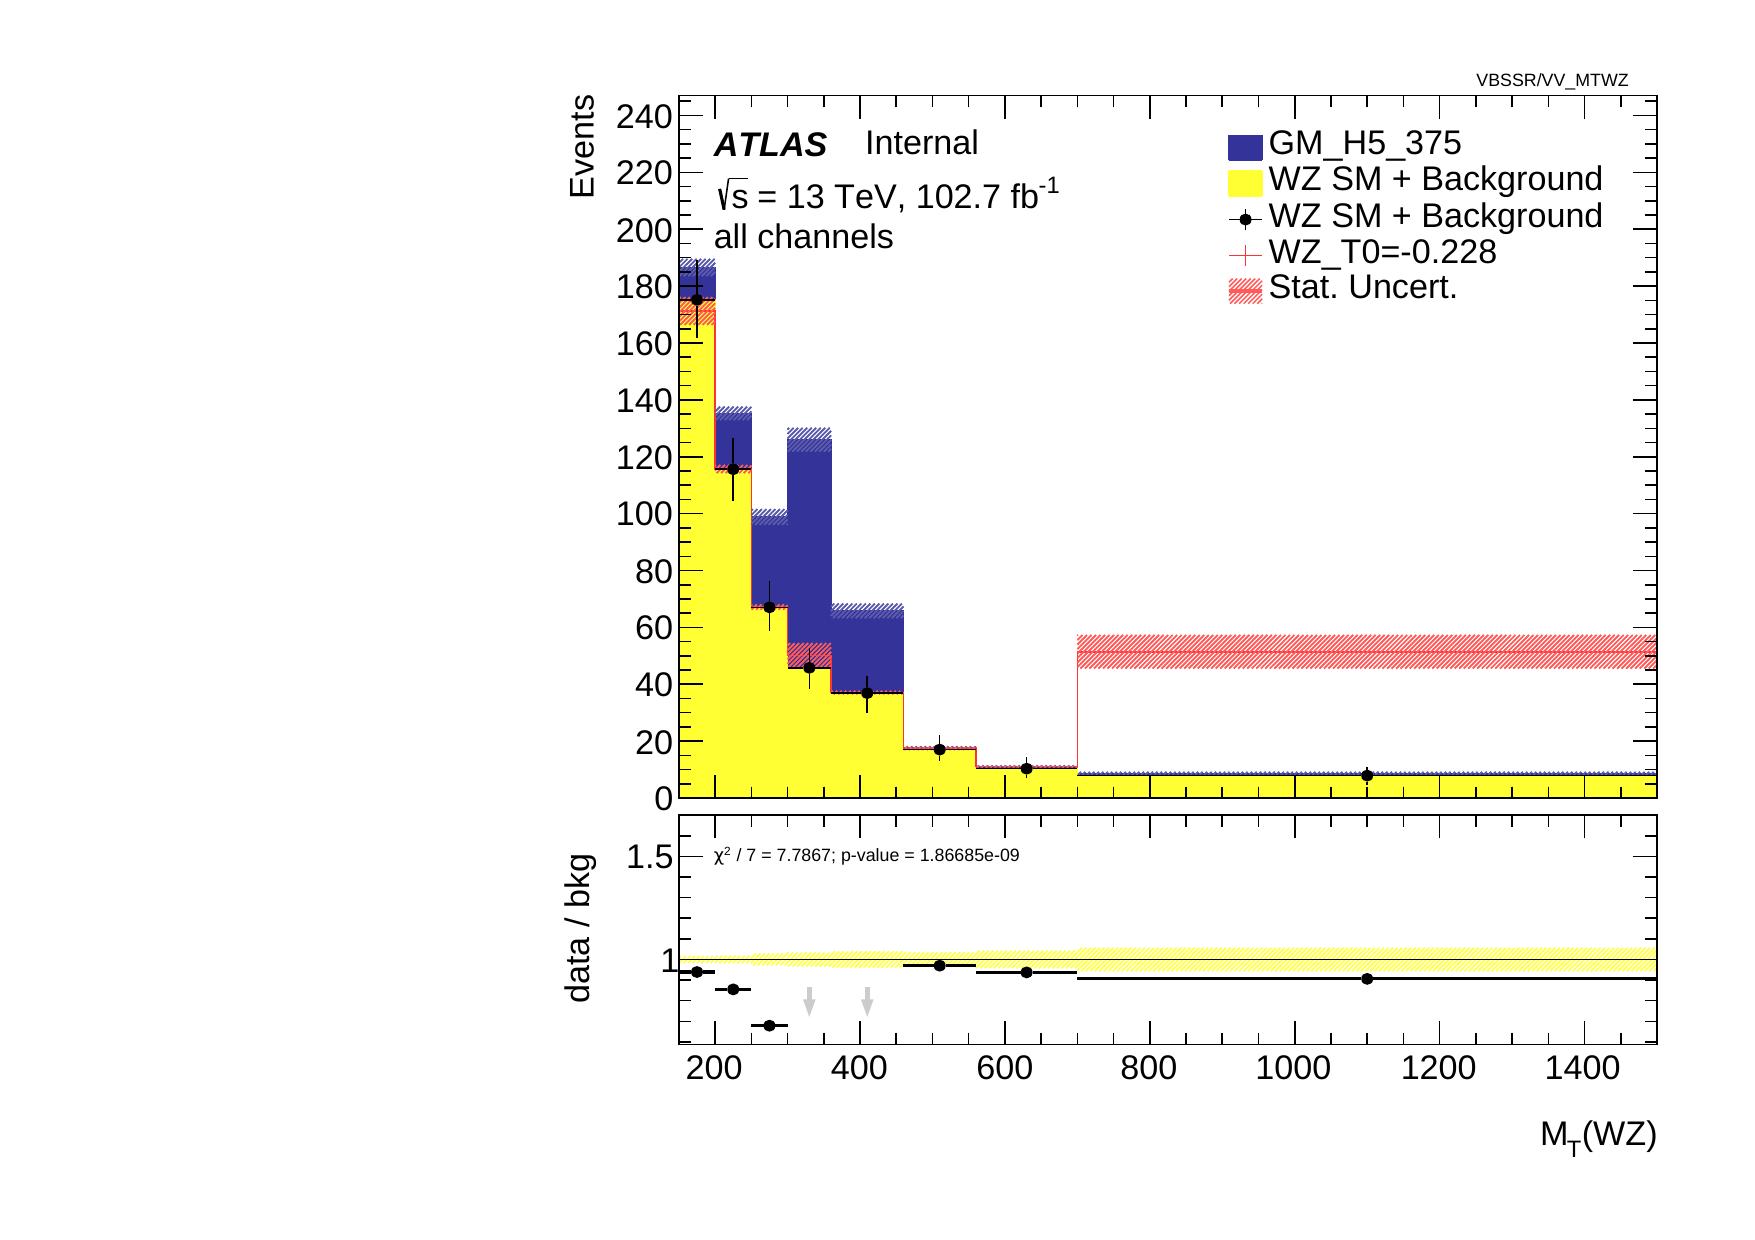 VBSSR/VV_MTWZ
Events
240
220
200
180
160
140
120
100
80
60
40
20
0
ATLAS Internal
√s = 13 TeV, 102.7 fb⁻¹
all channels
GM_H5_375
WZ SM + Background
WZ SM + Background
WZ_T0=-0.228
Stat. Uncert.
data / bkg
1.5
1
χ² / 7 = 7.7867; p-value = 1.86685e-09
200 400 600 800 1000 1200 1400
M_T(WZ)